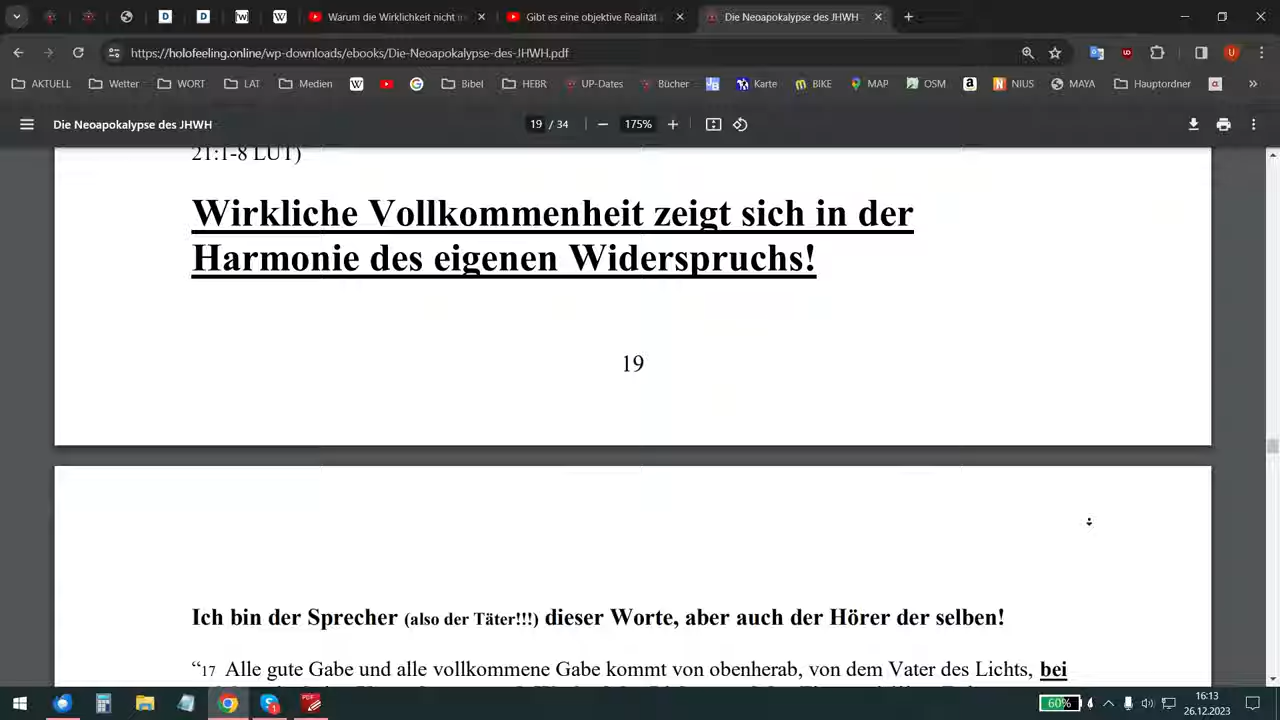 Warum die Wirklichkeit nicht
Gibt es eine objektive Realität
Die Neoapokalypse des JHWH
https://holofeeling.online/wp-downloads/ebooks/Die-Neoapokalypse-des-JHWH.pdf
AKTUELL Wetter WORT LAT Medien Bibel HEBR UP-Dates Bücher Karte BIKE MAP OSM NIUS MAYA Hauptordner
Die Neoapokalypse des JHWH 19 / 34 175%
21:1-8 LUT)
Wirkliche Vollkommenheit zeigt sich in der
Harmonie des eigenen Widerspruchs!
19
Ich bin der Sprecher (also der Täter!!!) dieser Worte, aber auch der Hörer der selben!
“17 Alle gute Gabe und alle vollkommene Gabe kommt von obenherab, von dem Vater des Lichts, bei
60%
16:13
26.12.2023